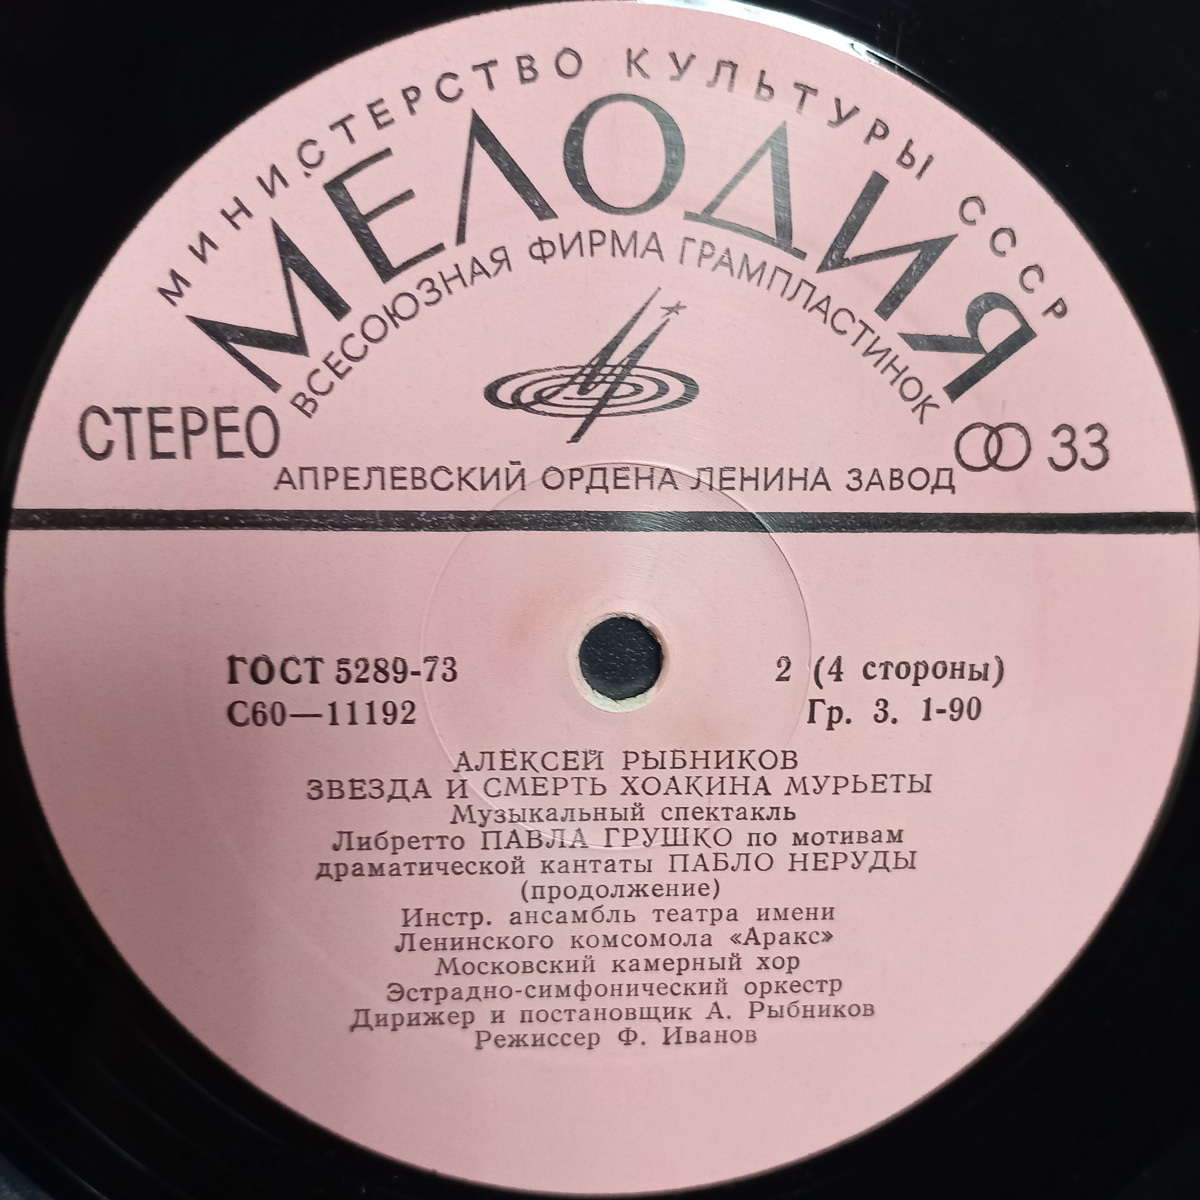 МИНИСТЕРСТВО КУЛЬТУРЫ СССР
МЕЛОДИЯ
ВСЕСОЮЗНАЯ ФИРМА ГРАМПЛАСТИНОК
СТЕРЕО
33
АПРЕЛЕВСКИЙ ОРДЕНА ЛЕНИНА ЗАВОД
ГОСТ 5289-73
2 (4 стороны)
С60—11192
Гр. 3. 1-90
АЛЕКСЕЙ РЫБНИКОВ
ЗВЕЗДА И СМЕРТЬ ХОАКИНА МУРЬЕТЫ
Музыкальный спектакль
Либретто ПАВЛА ГРУШКО по мотивам
драматической кантаты ПАБЛО НЕРУДЫ
(продолжение)
Инстр. ансамбль театра имени
Ленинского комсомола «Аракс»
Московский камерный хор
Эстрадно-симфонический оркестр
Дирижер и постановщик А. Рыбников
Режиссер Ф. Иванов